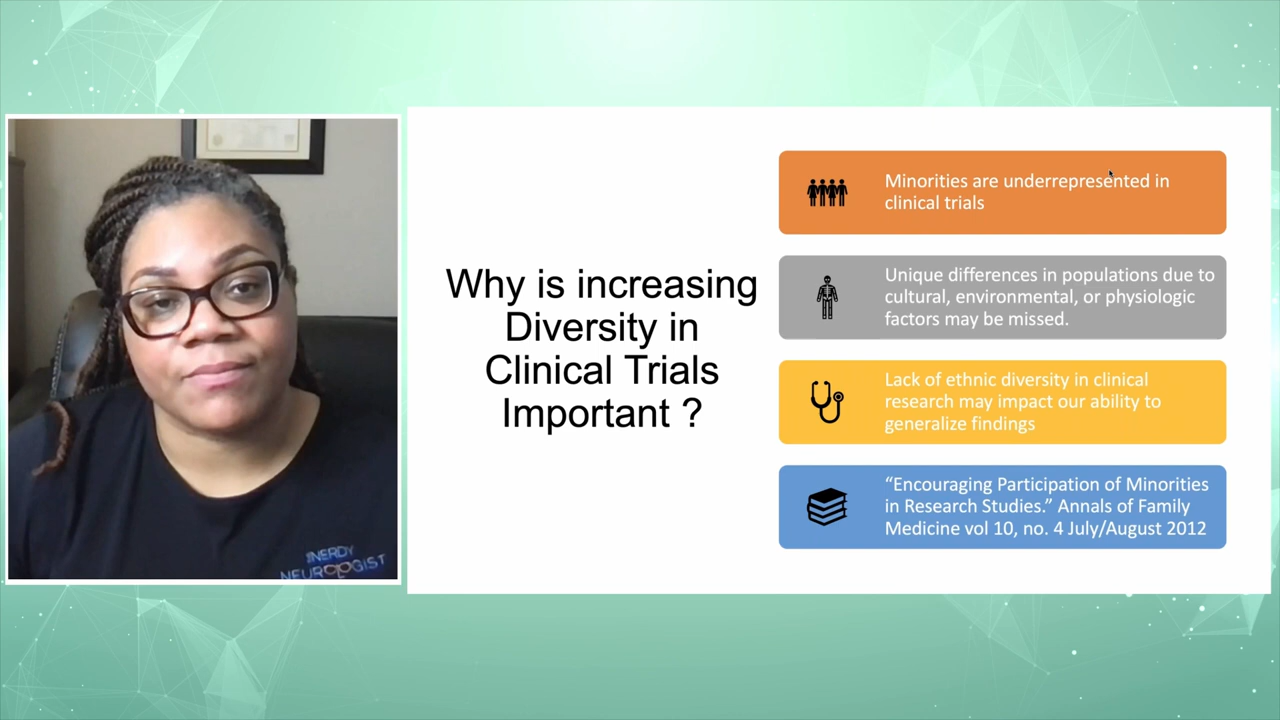 Why is increasing
Diversity in
Clinical Trials
Important ?
Minorities are underrepresented in
clinical trials
Unique differences in populations due to
cultural, environmental, or physiologic
factors may be missed.
Lack of ethnic diversity in clinical
research may impact our ability to
generalize findings
“Encouraging Participation of Minorities
in Research Studies.” Annals of Family
Medicine vol 10, no. 4 July/August 2012
NERDY
NEUROLOGIST